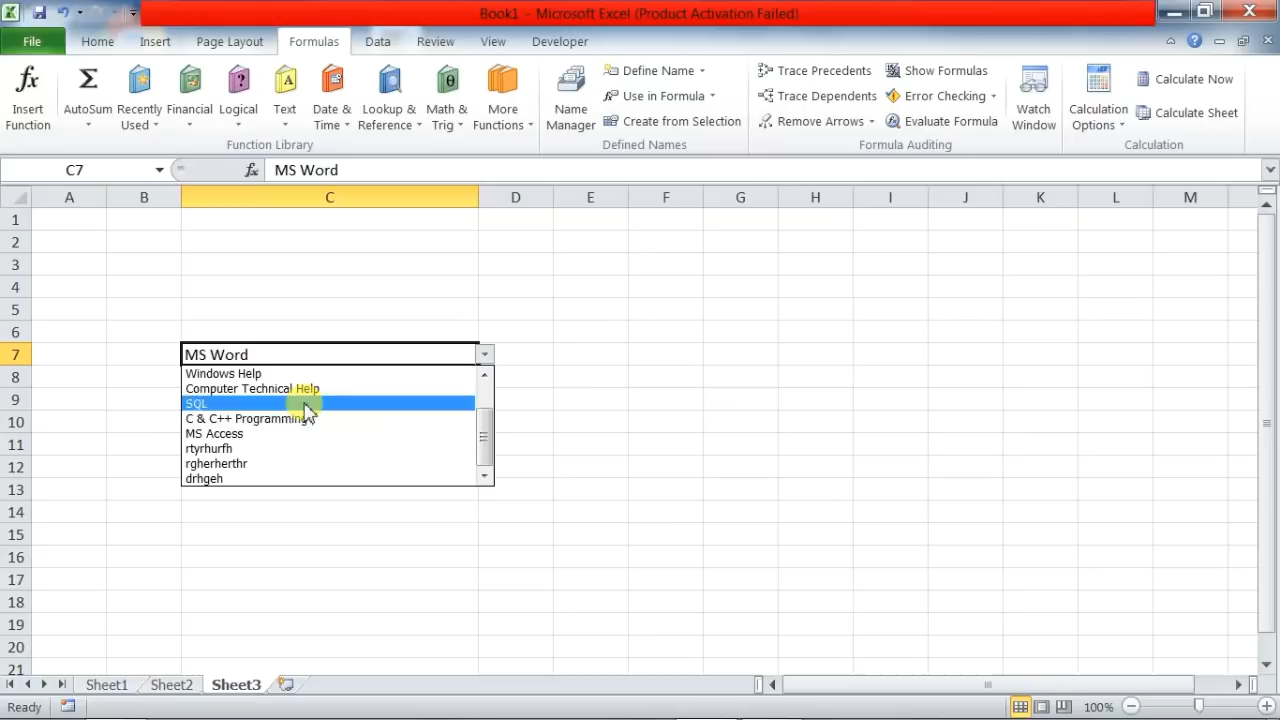 Book1 - Microsoft Excel (Product Activation Failed)
File Home Insert Page Layout Formulas Data Review View Developer
Insert Function
AutoSum
Recently Used
Financial
Logical
Text
Date & Time
Lookup & Reference
Math & Trig
More Functions
Function Library
Name Manager
Define Name
Use in Formula
Create from Selection
Defined Names
Trace Precedents
Trace Dependents
Remove Arrows
Show Formulas
Error Checking
Evaluate Formula
Formula Auditing
Watch Window
Calculation Options
Calculate Now
Calculate Sheet
Calculation
C7 fx MS Word
A B C D E F G H I J K L M
1
2
3
4
5
6
7 MS Word
8
9
10
11
12
13
14
15
16
17
18
19
20
21
Windows Help
Computer Technical Help
SQL
C & C++ Programming
MS Access
rtyrhurfh
rgherherthr
drhgeh
Sheet1 Sheet2 Sheet3
Ready 100%